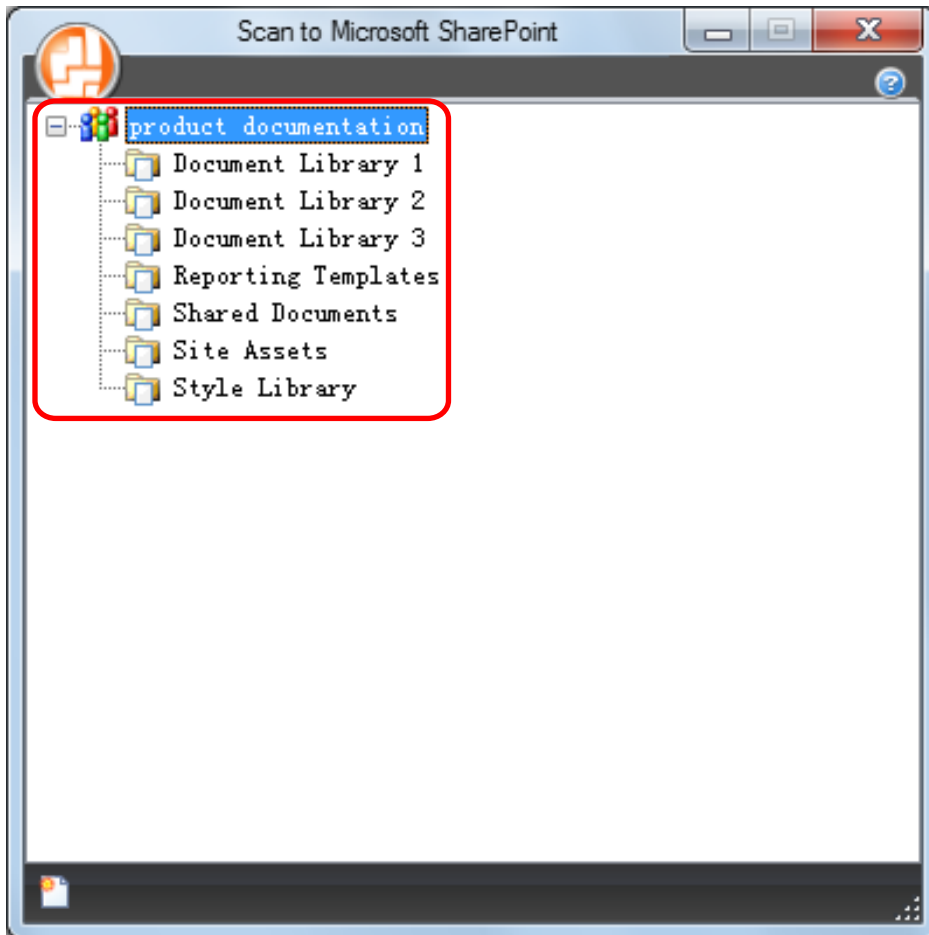 Scan to Microsoft SharePoint
product documentation
Document Library 1
Document Library 2
Document Library 3
Reporting Templates
Shared Documents
Site Assets
Style Library